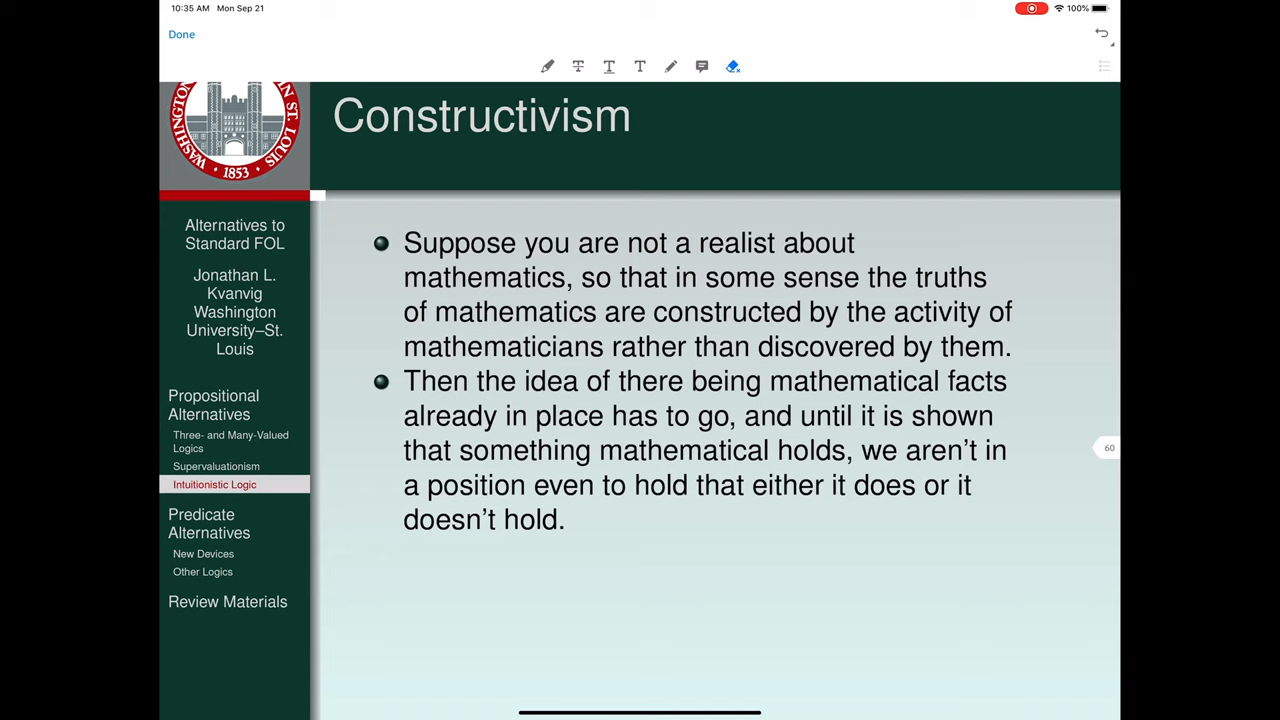 10:35 AM Mon Sep 21
100%
Done
T T T
Constructivism
WASHINGTON
IN ST. LOUIS
1853
Alternatives to
Standard FOL
Jonathan L.
Kvanvig
Washington
University–St.
Louis
Propositional
Alternatives
Three- and Many-Valued
Logics
Supervaluationism
Intuitionistic Logic
Predicate
Alternatives
New Devices
Other Logics
Review Materials
Suppose you are not a realist about
mathematics, so that in some sense the truths
of mathematics are constructed by the activity of
mathematicians rather than discovered by them.
Then the idea of there being mathematical facts
already in place has to go, and until it is shown
that something mathematical holds, we aren’t in
a position even to hold that either it does or it
doesn’t hold.
60